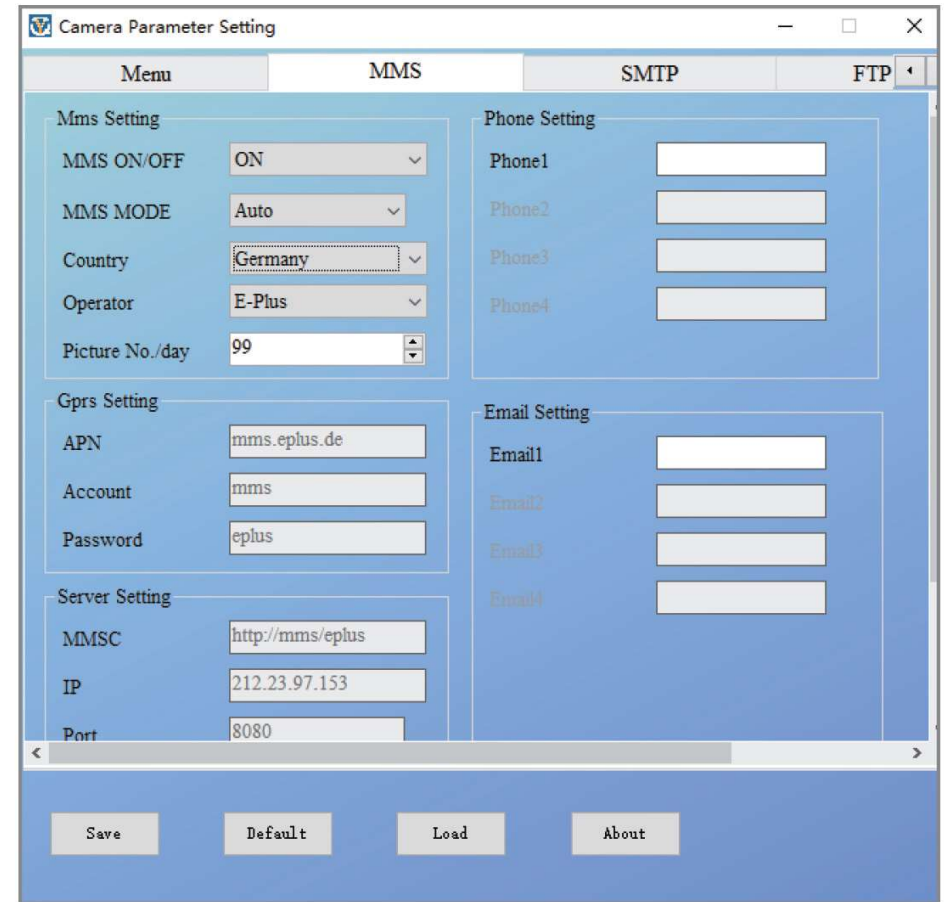 Camera Parameter Setting
Menu MMS SMTP FTP
Mms Setting
MMS ON/OFF ON
MMS MODE Auto
Country Germany
Operator E-Plus
Picture No./day 99
Gprs Setting
APN mms.eplus.de
Account mms
Password eplus
Server Setting
MMSC http://mms/eplus
IP 212.23.97.153
Port 8080
Phone Setting
Phone1
Phone2
Phone3
Phone4
Email Setting
Email1
Email2
Email3
Email4
Save Default Load About